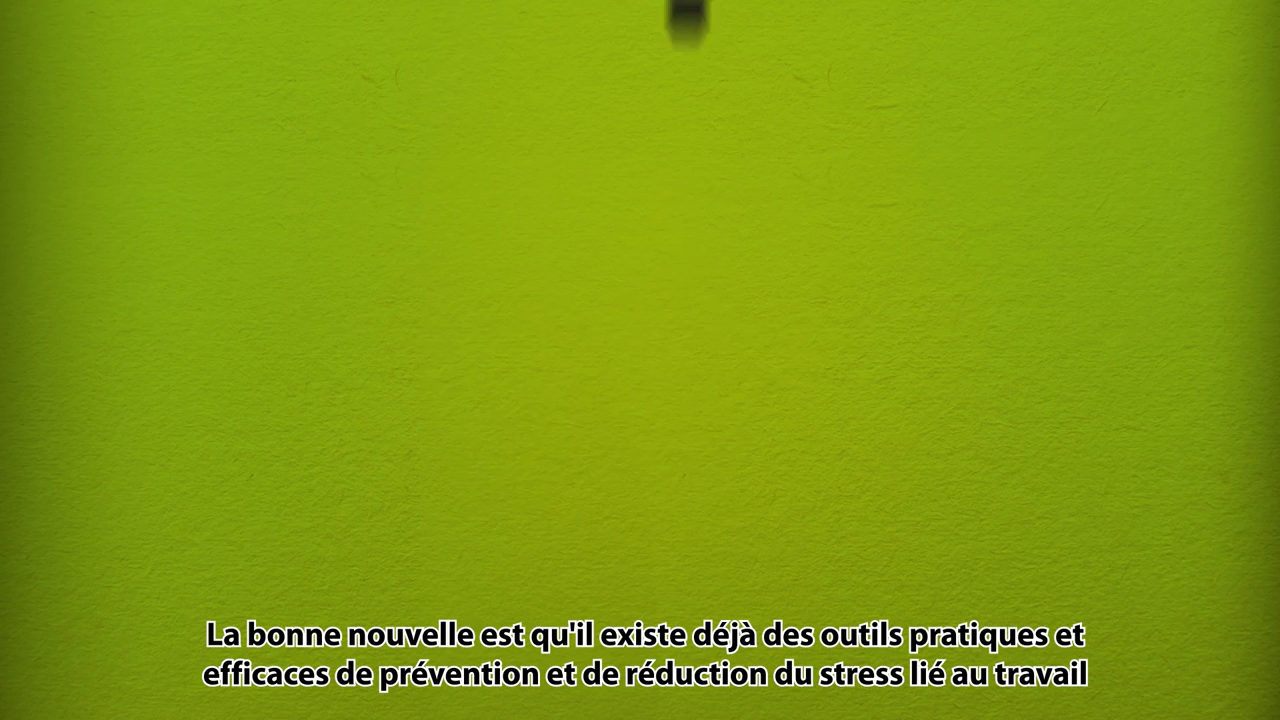 La bonne nouvelle est qu'il existe déjà des outils pratiques et
efficaces de prévention et de réduction du stress lié au travail